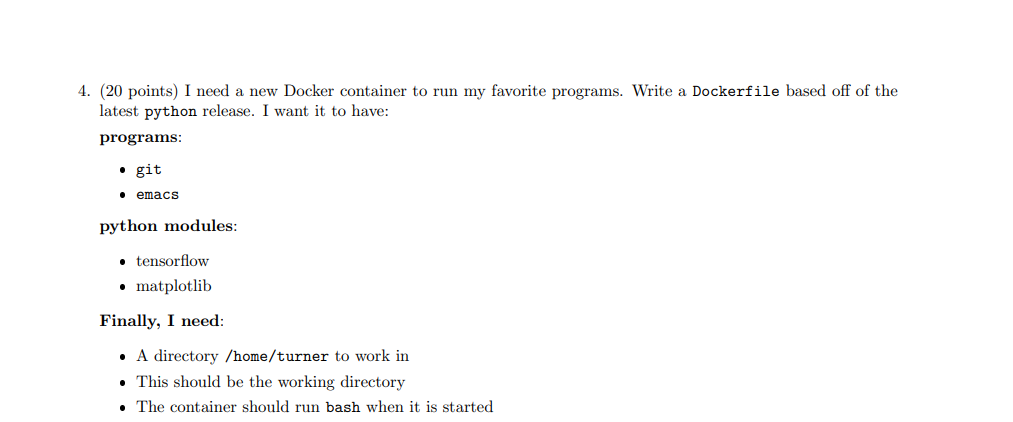 4. (20 points) I need a new Docker container to run my favorite programs. Write a Dockerfile based off of the
latest python release. I want it to have:
programs:
• git
• emacs
python modules:
• tensorflow
• matplotlib
Finally, I need:
• A directory /home/turner to work in
• This should be the working directory
• The container should run bash when it is started